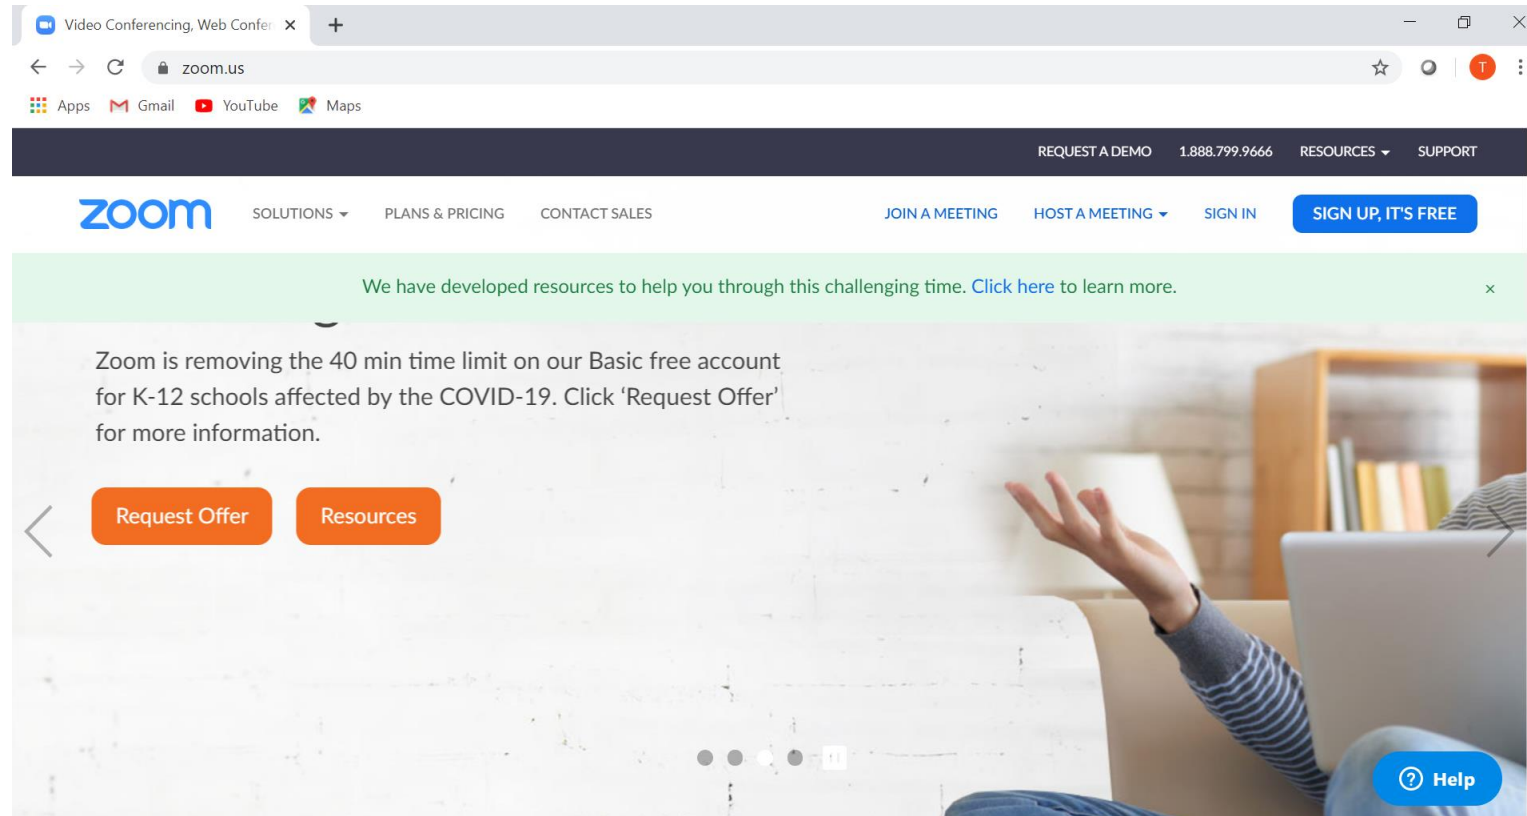 Video Conferencing, Web Confer
zoom.us
T
Apps Gmail YouTube Maps
REQUEST A DEMO 1.888.799.9666 RESOURCES SUPPORT
zoom SOLUTIONS PLANS & PRICING CONTACT SALES JOIN A MEETING HOST A MEETING SIGN IN SIGN UP, IT'S FREE
We have developed resources to help you through this challenging time. Click here to learn more.
Zoom is removing the 40 min time limit on our Basic free account
for K-12 schools affected by the COVID-19. Click ‘Request Offer’
for more information.
Request Offer Resources
Help